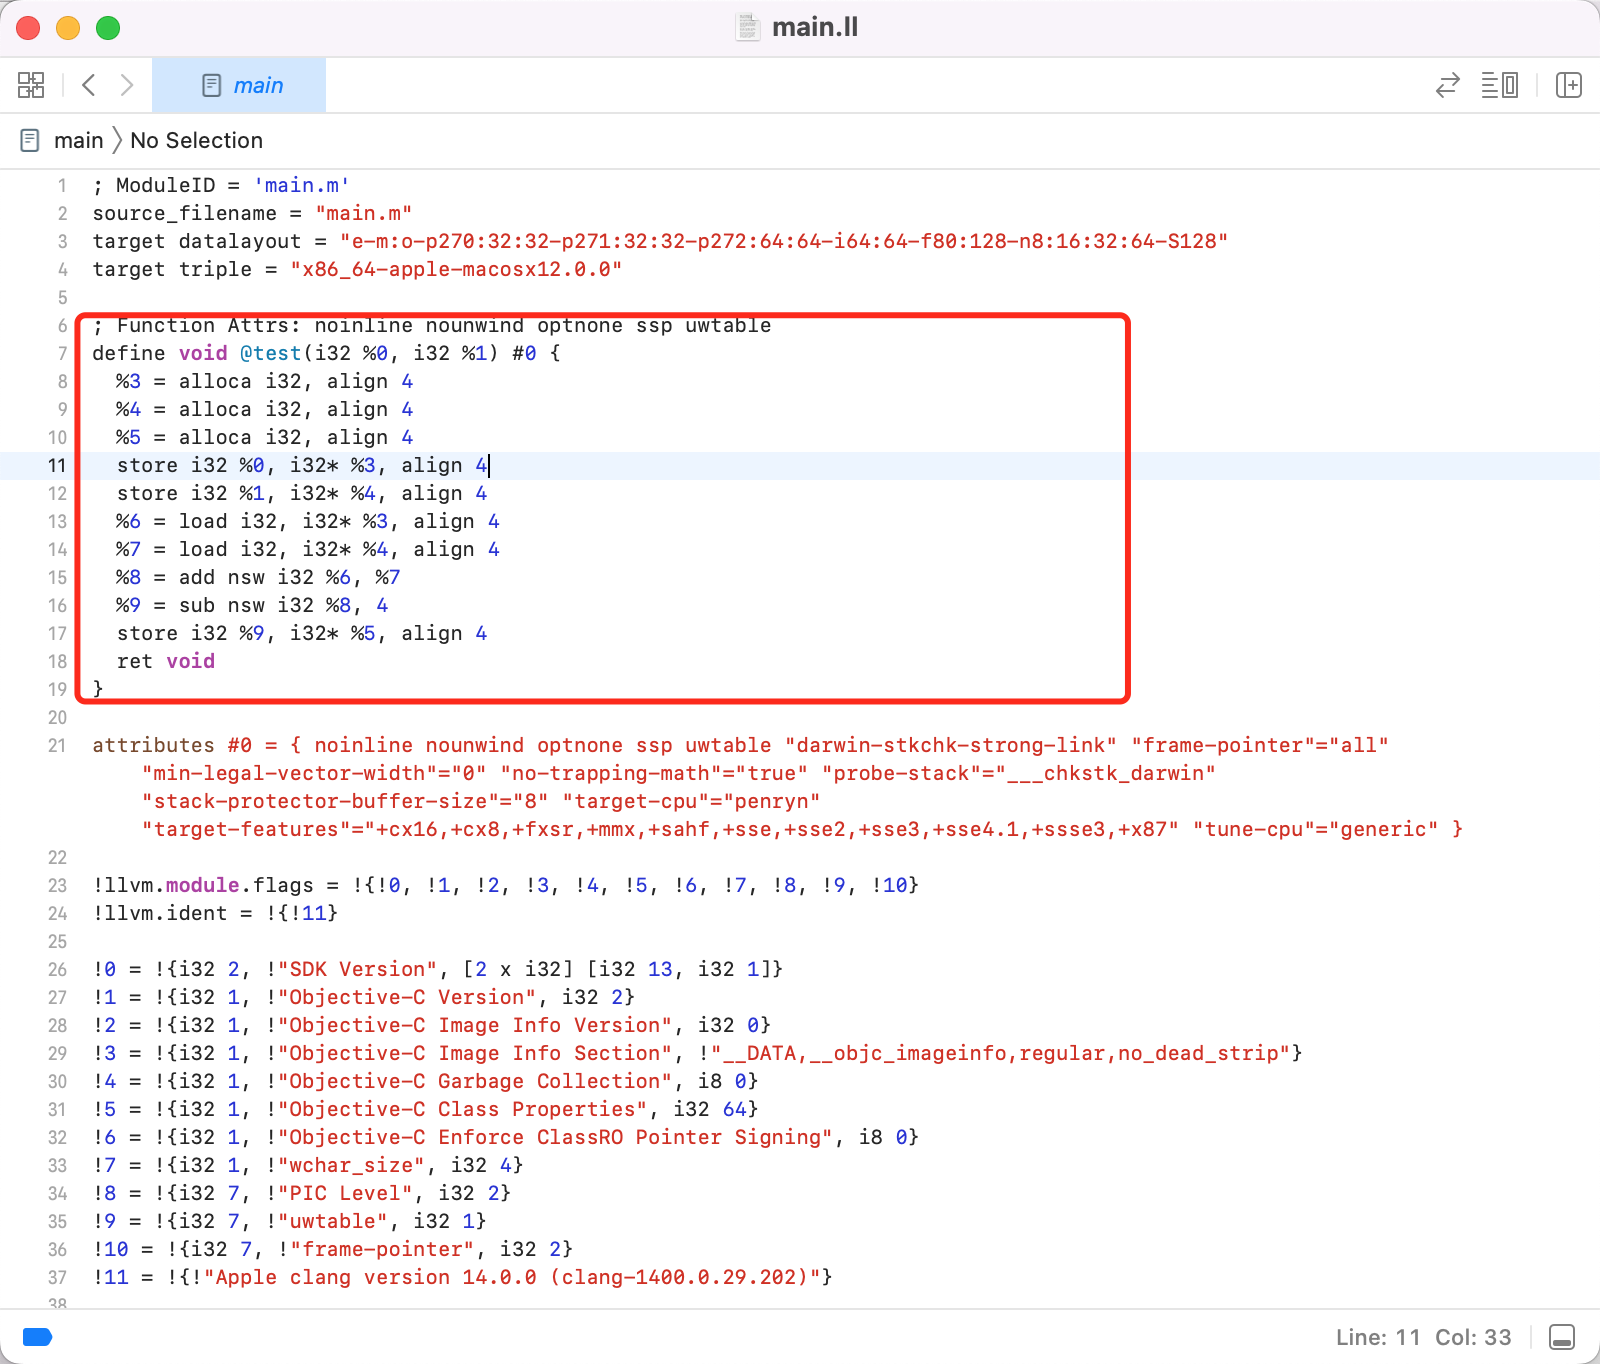 main.ll
main
main No Selection
1 ; ModuleID = 'main.m'
2 source_filename = "main.m"
3 target datalayout = "e-m:o-p270:32:32-p271:32:32-p272:64:64-i64:64-f80:128-n8:16:32:64-S128"
4 target triple = "x86_64-apple-macosx12.0.0"
5
6 ; Function Attrs: noinline nounwind optnone ssp uwtable
7 define void @test(i32 %0, i32 %1) #0 {
8   %3 = alloca i32, align 4
9   %4 = alloca i32, align 4
10   %5 = alloca i32, align 4
11   store i32 %0, i32* %3, align 4
12   store i32 %1, i32* %4, align 4
13   %6 = load i32, i32* %3, align 4
14   %7 = load i32, i32* %4, align 4
15   %8 = add nsw i32 %6, %7
16   %9 = sub nsw i32 %8, 4
17   store i32 %9, i32* %5, align 4
18   ret void
19 }
20
21 attributes #0 = { noinline nounwind optnone ssp uwtable "darwin-stkchk-strong-link" "frame-pointer"="all"
"min-legal-vector-width"="0" "no-trapping-math"="true" "probe-stack"="___chkstk_darwin"
"stack-protector-buffer-size"="8" "target-cpu"="penryn"
"target-features"="+cx16,+cx8,+fxsr,+mmx,+sahf,+sse,+sse2,+sse3,+sse4.1,+ssse3,+x87" "tune-cpu"="generic" }
22
23 !llvm.module.flags = !{!0, !1, !2, !3, !4, !5, !6, !7, !8, !9, !10}
24 !llvm.ident = !{!11}
25
26 !0 = !{i32 2, !"SDK Version", [2 x i32] [i32 13, i32 1]}
27 !1 = !{i32 1, !"Objective-C Version", i32 2}
28 !2 = !{i32 1, !"Objective-C Image Info Version", i32 0}
29 !3 = !{i32 1, !"Objective-C Image Info Section", !"__DATA,__objc_imageinfo,regular,no_dead_strip"}
30 !4 = !{i32 1, !"Objective-C Garbage Collection", i8 0}
31 !5 = !{i32 1, !"Objective-C Class Properties", i32 64}
32 !6 = !{i32 1, !"Objective-C Enforce ClassRO Pointer Signing", i8 0}
33 !7 = !{i32 1, !"wchar_size", i32 4}
34 !8 = !{i32 7, !"PIC Level", i32 2}
35 !9 = !{i32 7, !"uwtable", i32 1}
36 !10 = !{i32 7, !"frame-pointer", i32 2}
37 !11 = !{!"Apple clang version 14.0.0 (clang-1400.0.29.202)"}
38
Line: 11 Col: 33